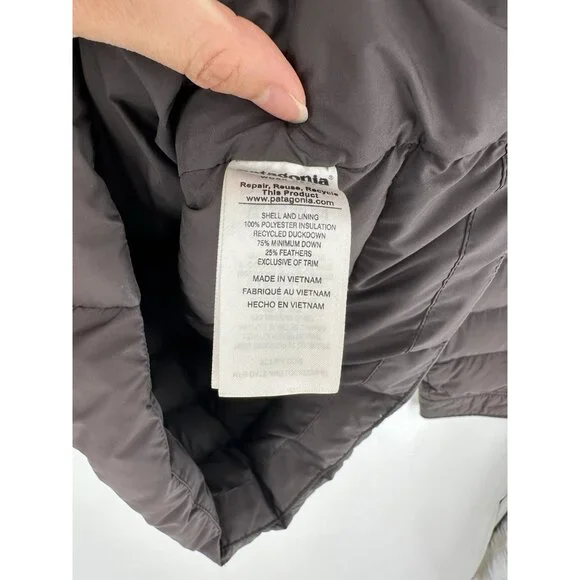 patagonia®
Repair, Reuse, Recycle
This Product
www.patagonia.com
SHELL AND LINING
100% POLYESTER INSULATION
RECYCLED DUCKDOWN
75% MINIMUM DOWN
25% FEATHERS
EXCLUSIVE OF TRIM
MADE IN VIETNAM
FABRIQUÉ AU VIETNAM
HECHO EN VIETNAM